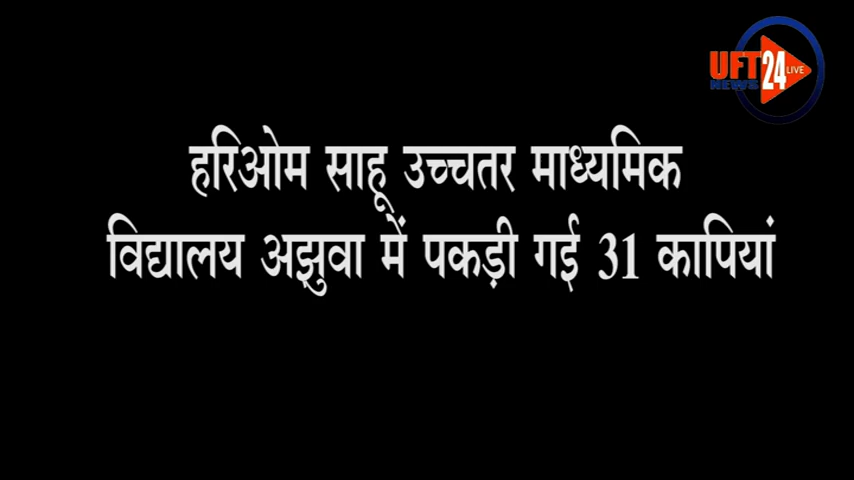 UFT 24 LIVE
NEWS
हरिओम साहू उच्चतर माध्यमिक
विद्यालय अझुवा में पकड़ी गई 31 कापियां